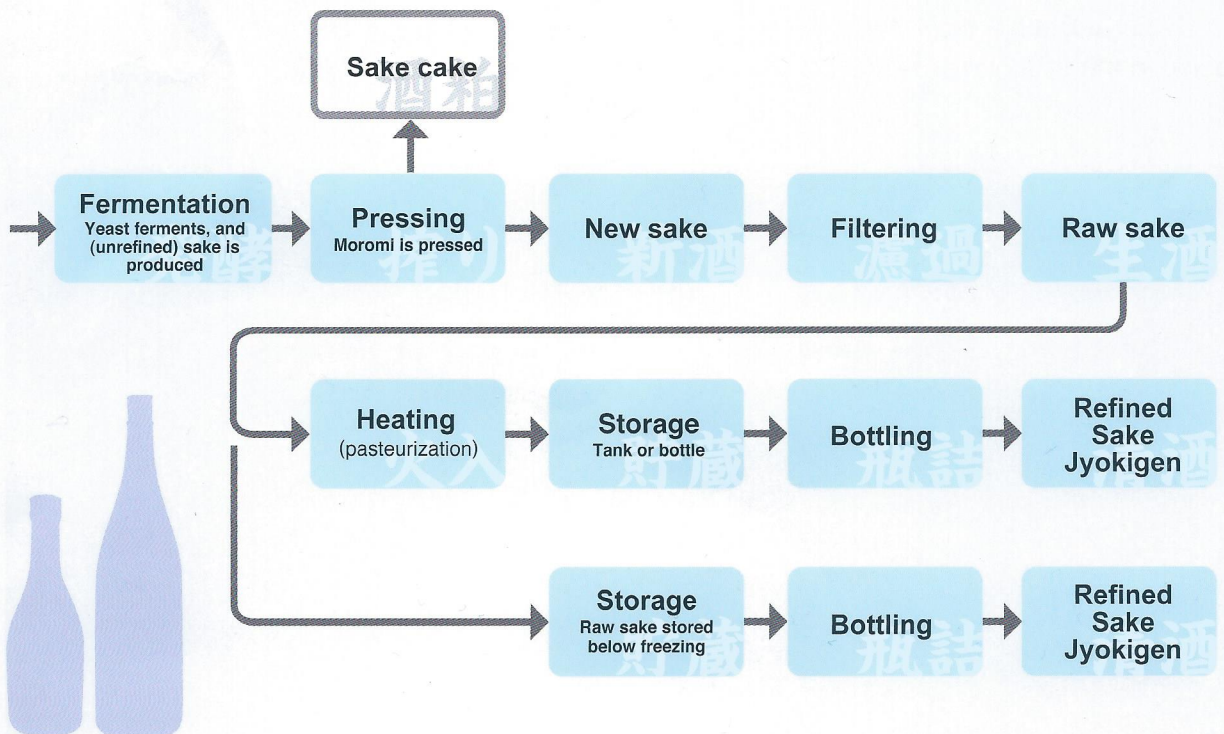 Sake cake
酒粕
Fermentation
Yeast ferments, and
(unrefined) sake is
produced
酵
Pressing
Moromi is pressed
搾り
New sake
新酒
Filtering
濾過
Raw sake
生酒
Heating
(pasteurization)
火入
Storage
Tank or bottle
貯蔵
Bottling
瓶詰
Refined
Sake
Jyokigen
清酒
Storage
Raw sake stored
below freezing
貯蔵
Bottling
瓶詰
Refined
Sake
Jyokigen
清酒